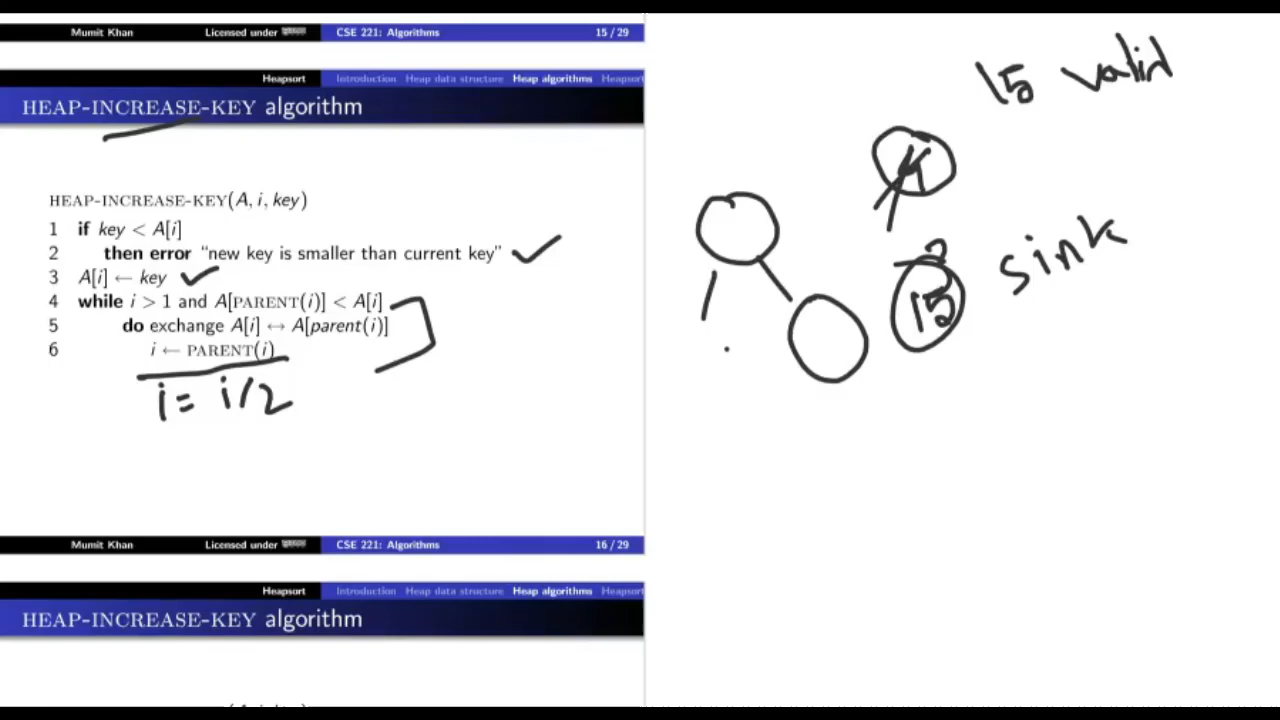 Mumit Khan Licensed under CSE 221: Algorithms 15 / 29
Heapsort Introduction Heap data structure Heap algorithms Heapsort
HEAP-INCREASE-KEY algorithm
HEAP-INCREASE-KEY(A, i, key)
1 if key < A[i]
2 then error “new key is smaller than current key”
3 A[i] ← key
4 while i > 1 and A[PARENT(i)] < A[i]
5 do exchange A[i] ↔ A[parent(i)]
6 i ← PARENT(i)
i = i/2
Mumit Khan Licensed under CSE 221: Algorithms 16 / 29
Heapsort Introduction Heap data structure Heap algorithms Heapsort
HEAP-INCREASE-KEY algorithm
15 valid
2
15
sink